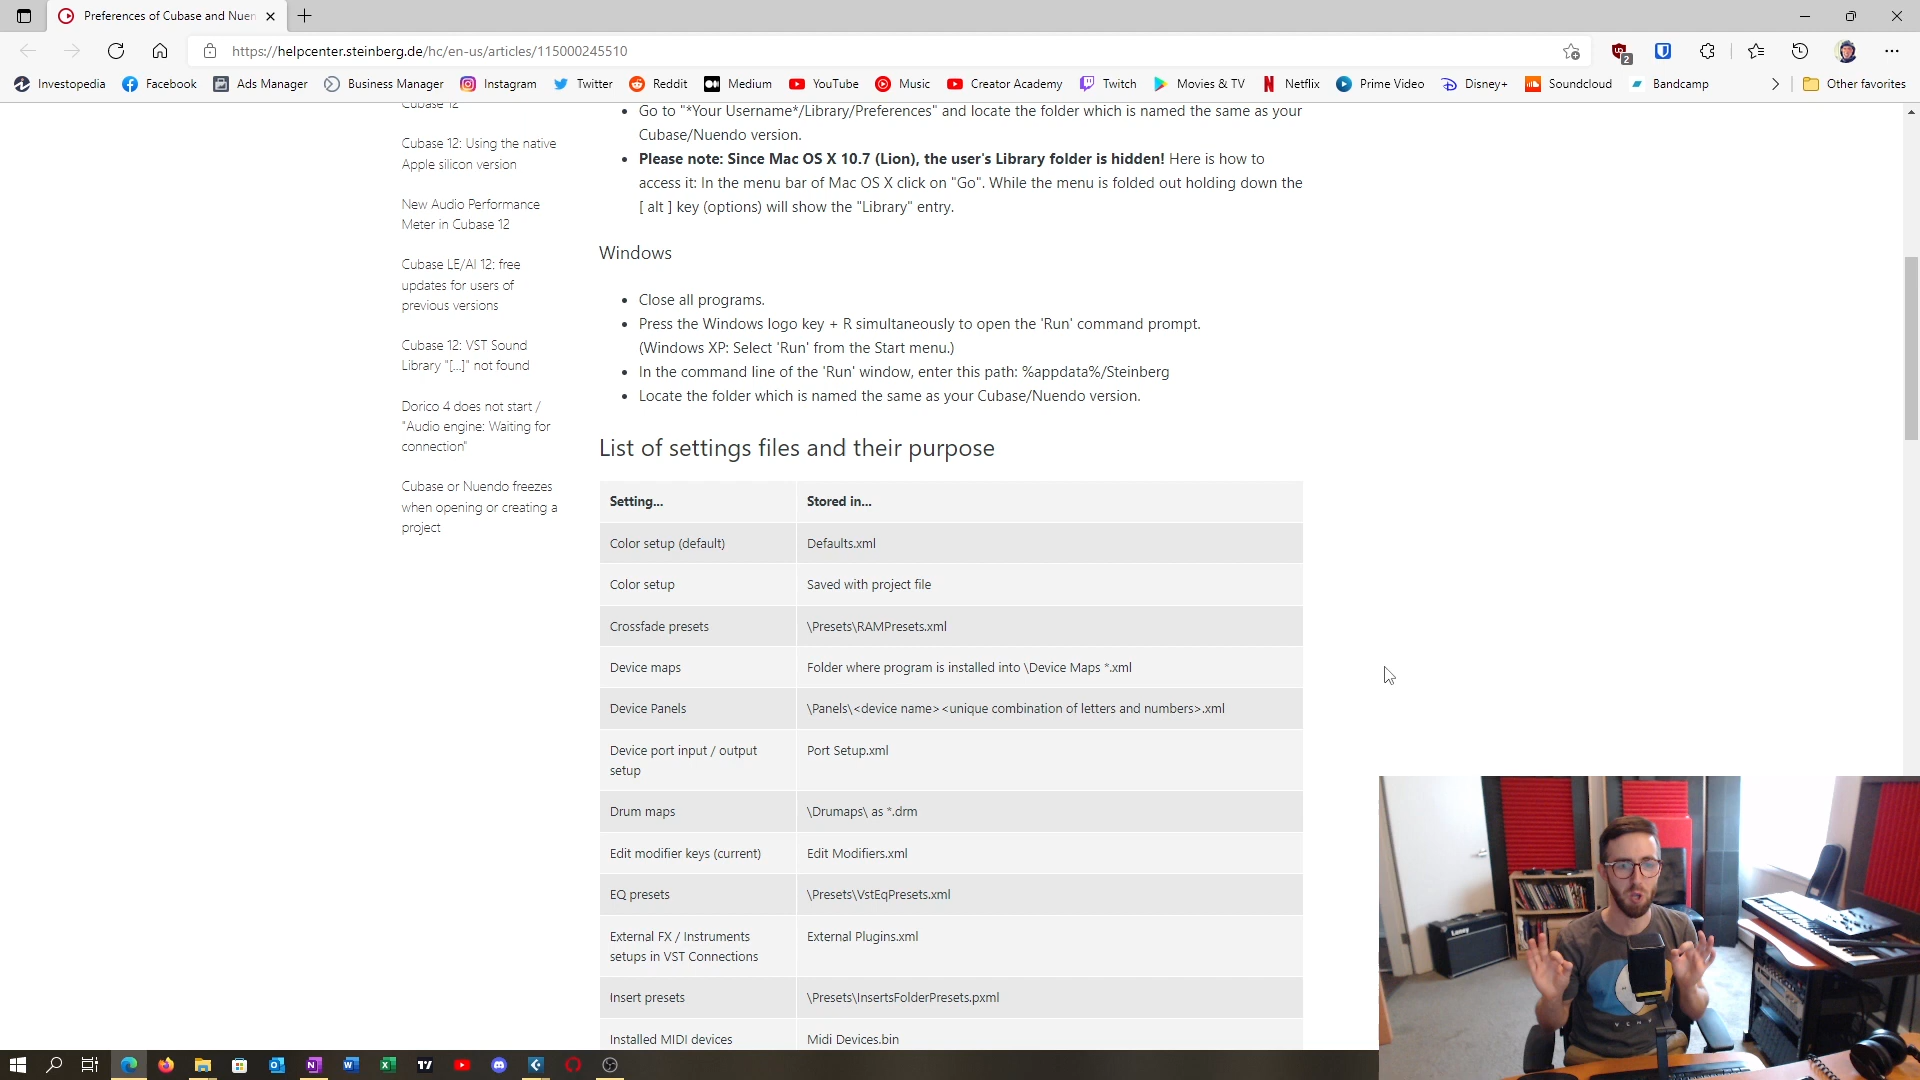 Preferences of Cubase and Nuen
https://helpcenter.steinberg.de/hc/en-us/articles/115000245510
2
Investopedia
Facebook
Ads Manager
Business Manager
Instagram
Twitter
Reddit
Medium
YouTube
Music
Creator Academy
Twitch
Movies & TV
Netflix
Prime Video
Disney+
Soundcloud
Bandcamp
Other favorites
Cubase 12
Cubase 12: Using the native
Apple silicon version
New Audio Performance
Meter in Cubase 12
Cubase LE/AI 12: free
updates for users of
previous versions
Cubase 12: VST Sound
Library "[...]" not found
Dorico 4 does not start /
"Audio engine: Waiting for
connection"
Cubase or Nuendo freezes
when opening or creating a
project
Go to "*Your Username*/Library/Preferences" and locate the folder which is named the same as your
Cubase/Nuendo version.
Please note: Since Mac OS X 10.7 (Lion), the user's Library folder is hidden! Here is how to
access it: In the menu bar of Mac OS X click on "Go". While the menu is folded out holding down the
[ alt ] key (options) will show the "Library" entry.
Windows
Close all programs.
Press the Windows logo key + R simultaneously to open the 'Run' command prompt.
(Windows XP: Select 'Run' from the Start menu.)
In the command line of the 'Run' window, enter this path: %appdata%/Steinberg
Locate the folder which is named the same as your Cubase/Nuendo version.
List of settings files and their purpose
Setting... Stored in...
Color setup (default) Defaults.xml
Color setup Saved with project file
Crossfade presets \Presets\RAMPresets.xml
Device maps Folder where program is installed into \Device Maps *.xml
Device Panels \Panels\<device name><unique combination of letters and numbers>.xml
Device port input / output Port Setup.xml
setup
Drum maps \Drumaps\ as *.drm
Edit modifier keys (current) Edit Modifiers.xml
EQ presets \Presets\VstEqPresets.xml
External FX / Instruments External Plugins.xml
setups in VST Connections
Insert presets \Presets\InsertsFolderPresets.pxml
Installed MIDI devices Midi Devices.bin
Laney
VENU